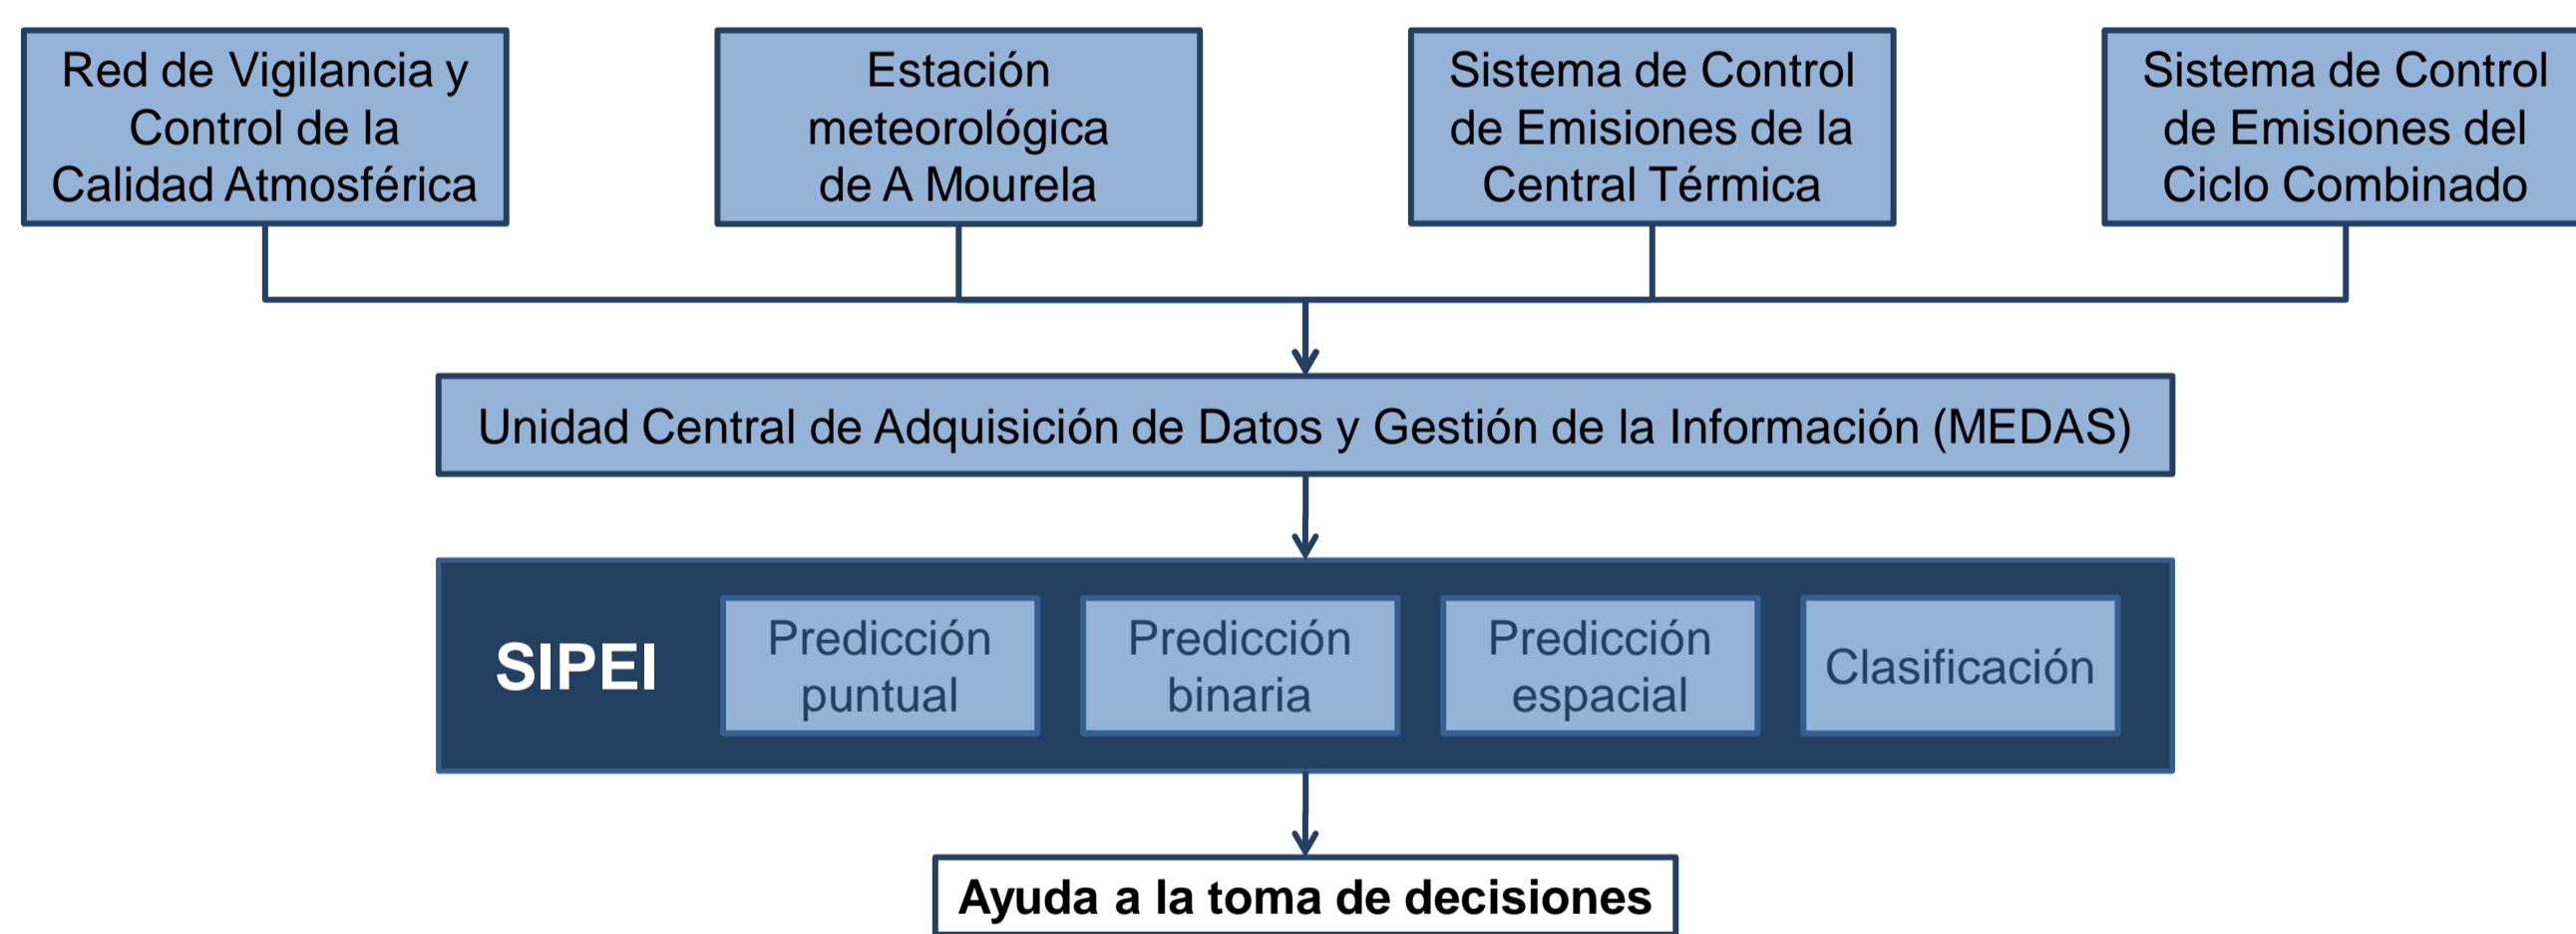 Red de Vigilancia y
Control de la
Calidad Atmosférica
Estación
meteorológica
de A Mourela
Sistema de Control
de Emisiones de la
Central Térmica
Sistema de Control
de Emisiones del
Ciclo Combinado
Unidad Central de Adquisición de Datos y Gestión de la Información (MEDAS)
SIPEI
Predicción
puntual
Predicción
binaria
Predicción
espacial
Clasificación
Ayuda a la toma de decisiones